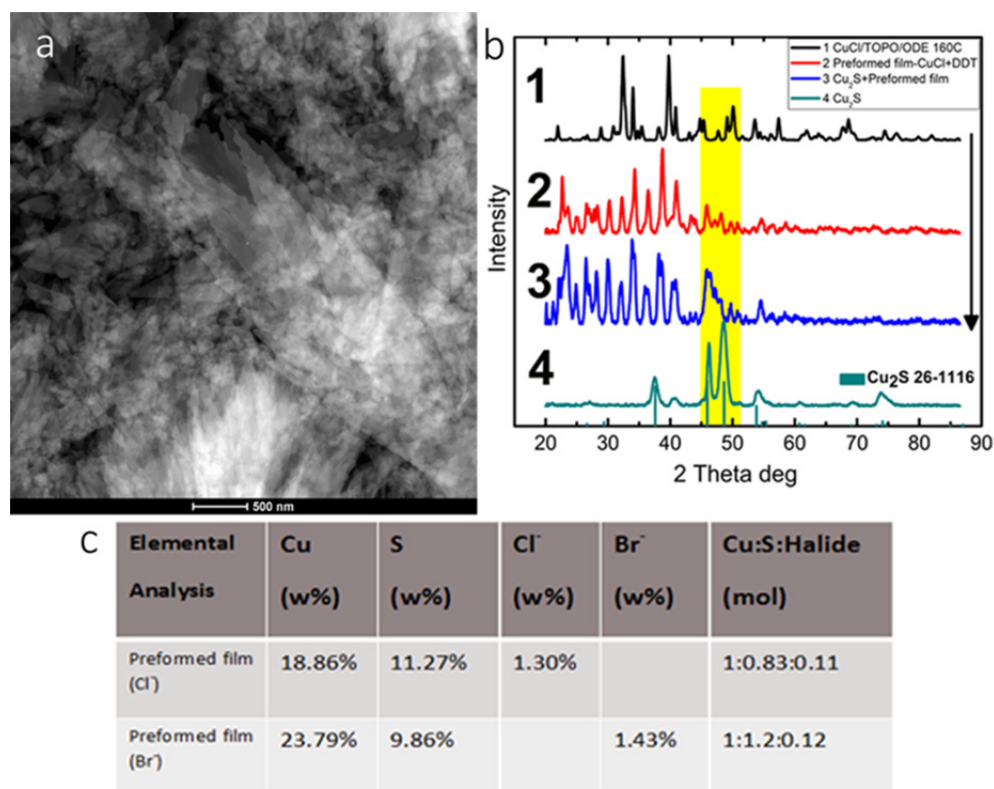 a
500 nm
b
1 CuCl/TOPO/ODE 160C
2 Preformed film-CuCl+DDT
3 Cu₂S+Preformed film
4 Cu₂S
1
2
3
4
Cu₂S 26-1116
Intensity
20 30 40 50 60 70 80 90
2 Theta deg
C
Elemental Analysis Cu (w%) S (w%) Cl⁻ (w%) Br⁻ (w%) Cu:S:Halide (mol)
Preformed film (Cl⁻) 18.86% 11.27% 1.30% 1:0.83:0.11
Preformed film (Br⁻) 23.79% 9.86% 1.43% 1:1.2:0.12